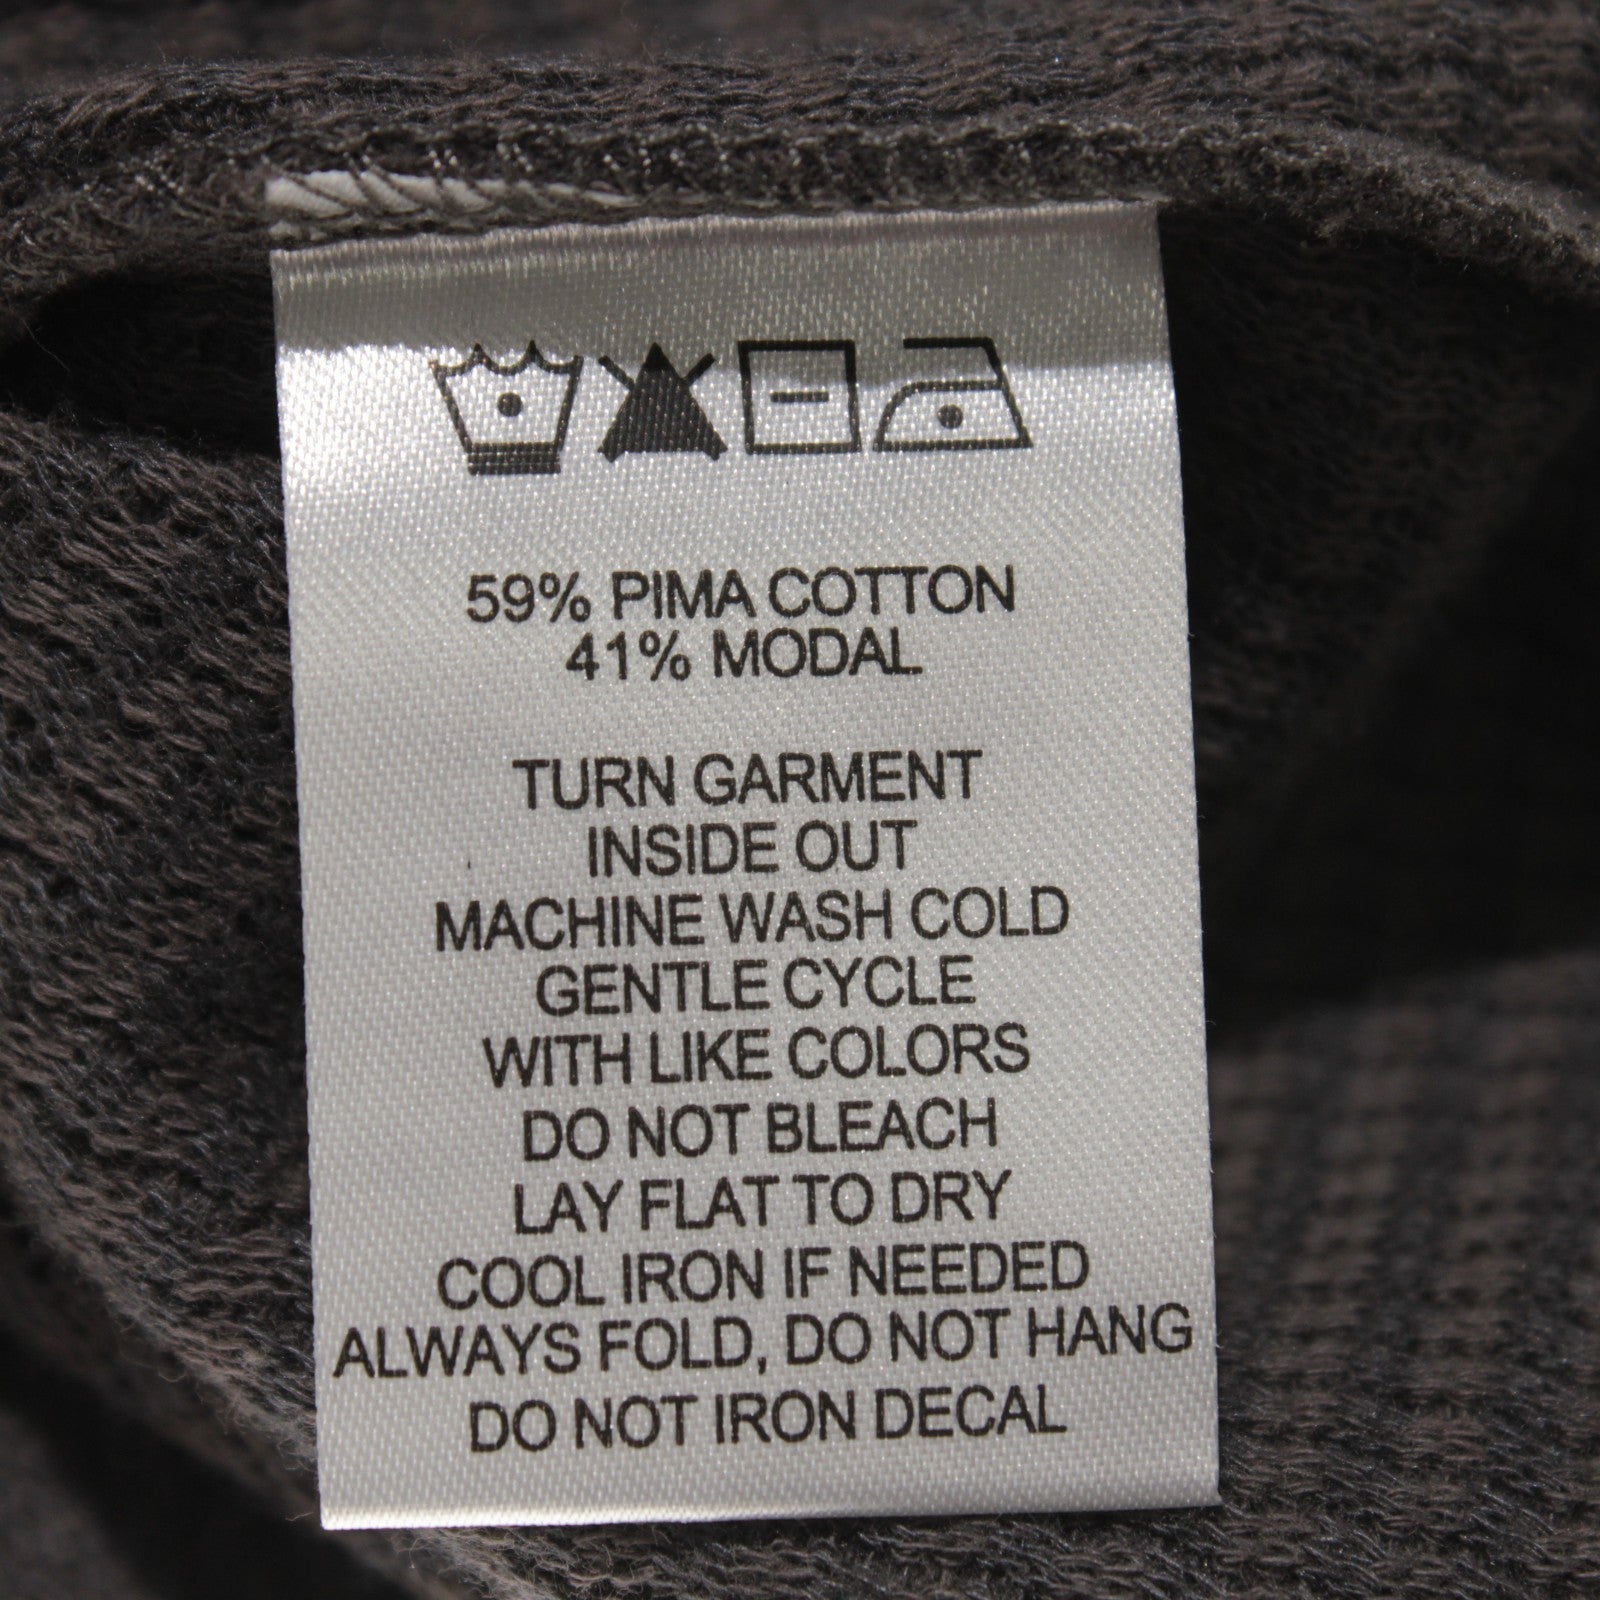 59% PIMA COTTON
41% MODAL
TURN GARMENT
INSIDE OUT
MACHINE WASH COLD
GENTLE CYCLE
WITH LIKE COLORS
DO NOT BLEACH
LAY FLAT TO DRY
COOL IRON IF NEEDED
ALWAYS FOLD, DO NOT HANG
DO NOT IRON DECAL